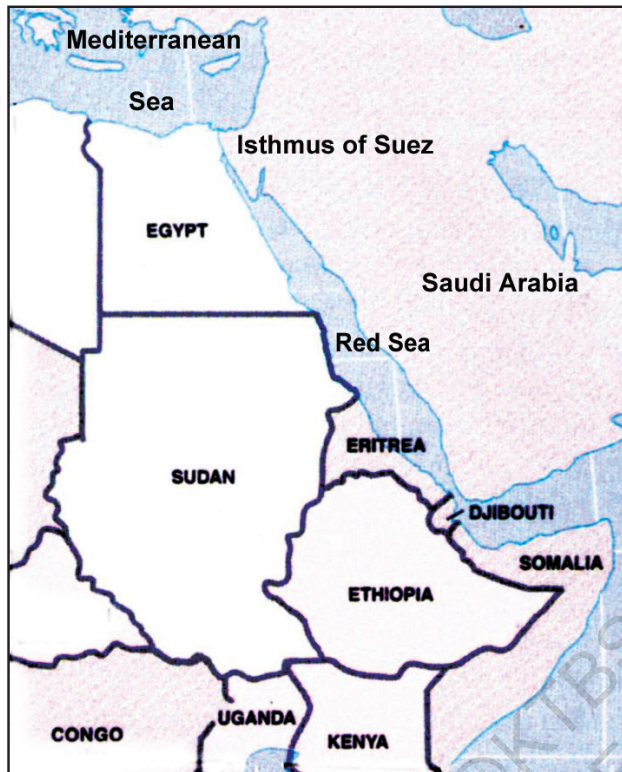 Mediterranean
Sea
Isthmus of Suez
EGYPT
Saudi Arabia
Red Sea
ERITREA
SUDAN
DJIBOUTI
SOMALIA
ETHIOPIA
UGANDA
CONGO
KENYA